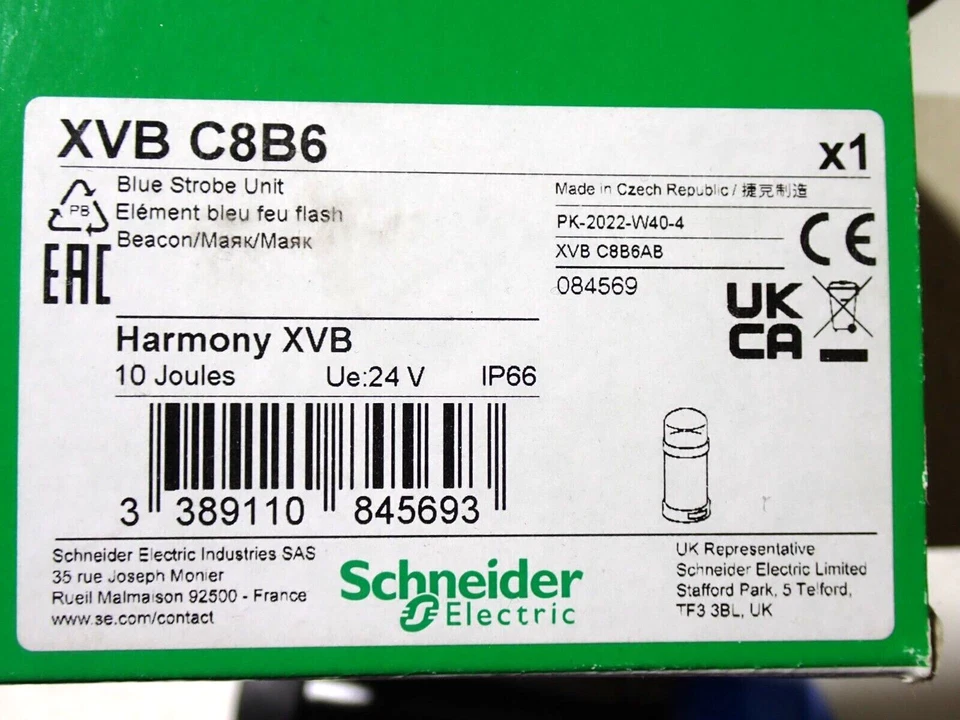 XVB C8B6
x1
PB
Blue Strobe Unit
Elément bleu feu flash
Beacon/Маяк/Маяк
EAC
Made in Czech Republic / 捷克制造
PK-2022-W40-4
XVB C8B6AB
084569
CE
UK
CA
Harmony XVB
10 Joules Ue:24 V IP66
3 389110 845693
Schneider Electric Industries SAS
35 rue Joseph Monier
Rueil Malmaison 92500 - France
www.se.com/contact
Schneider
Electric
UK Representative
Schneider Electric Limited
Stafford Park, 5 Telford,
TF3 3BL, UK